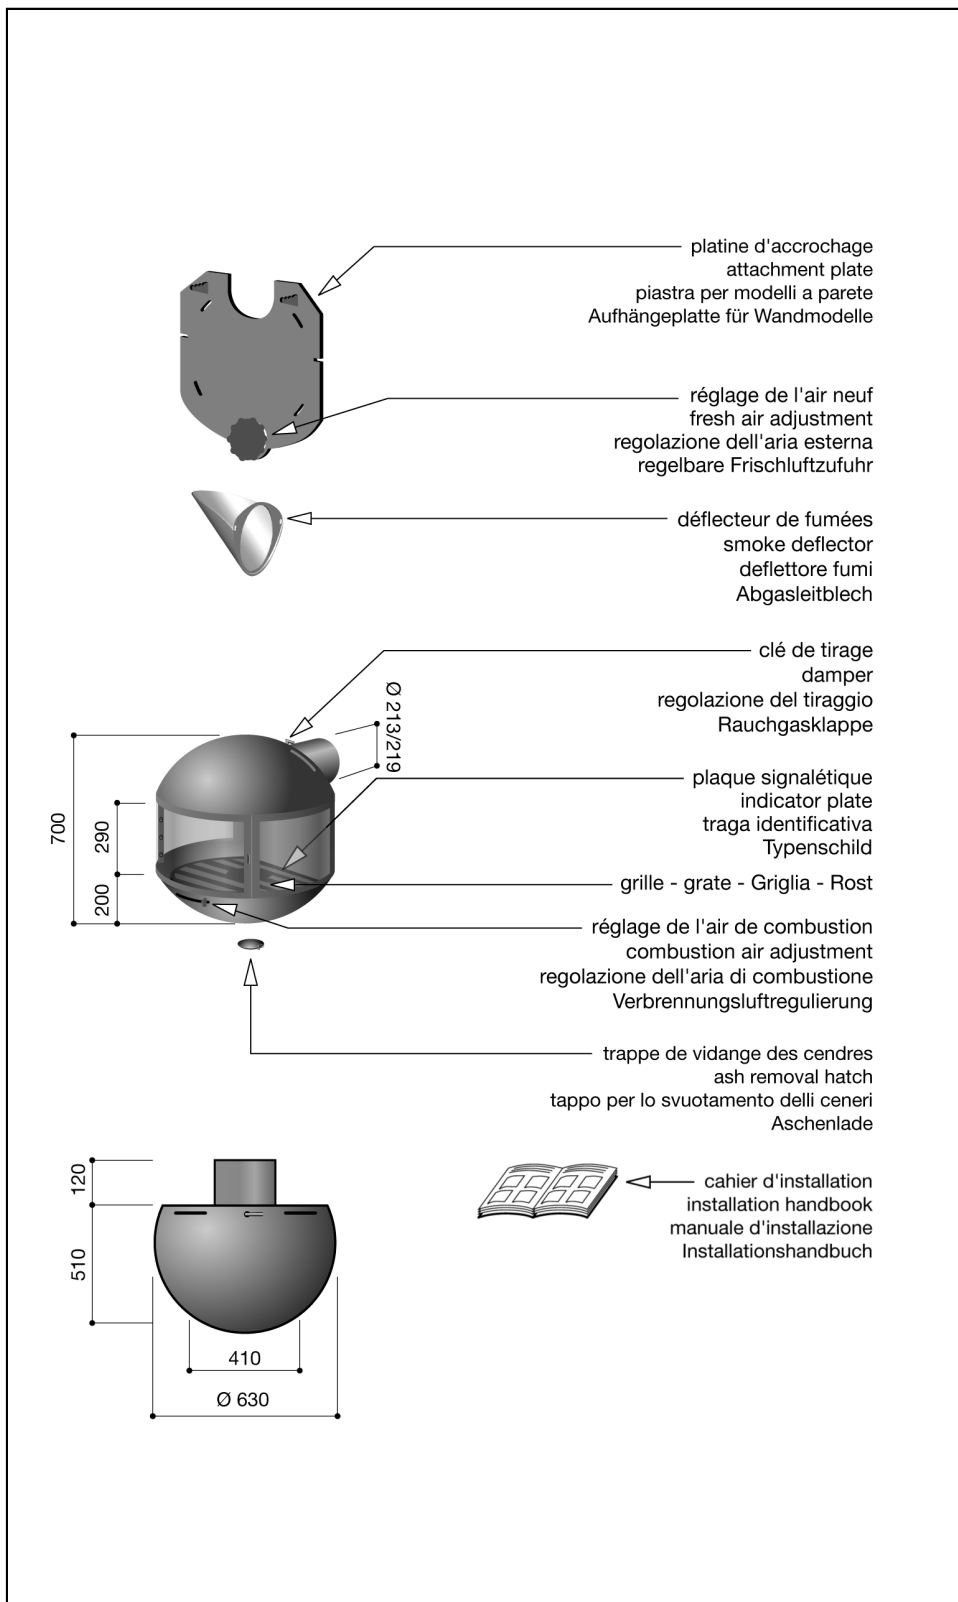 platine d'accrochage
attachment plate
piastra per modelli a parete
Aufhängeplatte für Wandmodelle
réglage de l'air neuf
fresh air adjustment
regolazione dell'aria esterna
regelbare Frischluftzufuhr
déflecteur de fumées
smoke deflector
deflettore fumi
Abgasleitblech
clé de tirage
damper
regolazione del tiraggio
Rauchgasklappe
Ø 213/219
plaque signalétique
indicator plate
traga identificativa
Typenschild
700
290
200
grille - grate - Griglia - Rost
réglage de l'air de combustion
combustion air adjustment
regolazione dell'aria di combustione
Verbrennungsluftregulierung
trappe de vidange des cendres
ash removal hatch
tappo per lo svuotamento delli ceneri
Aschenlade
120
510
410
Ø 630
cahier d'installation
installation handbook
manuale d'installazione
Installationshandbuch